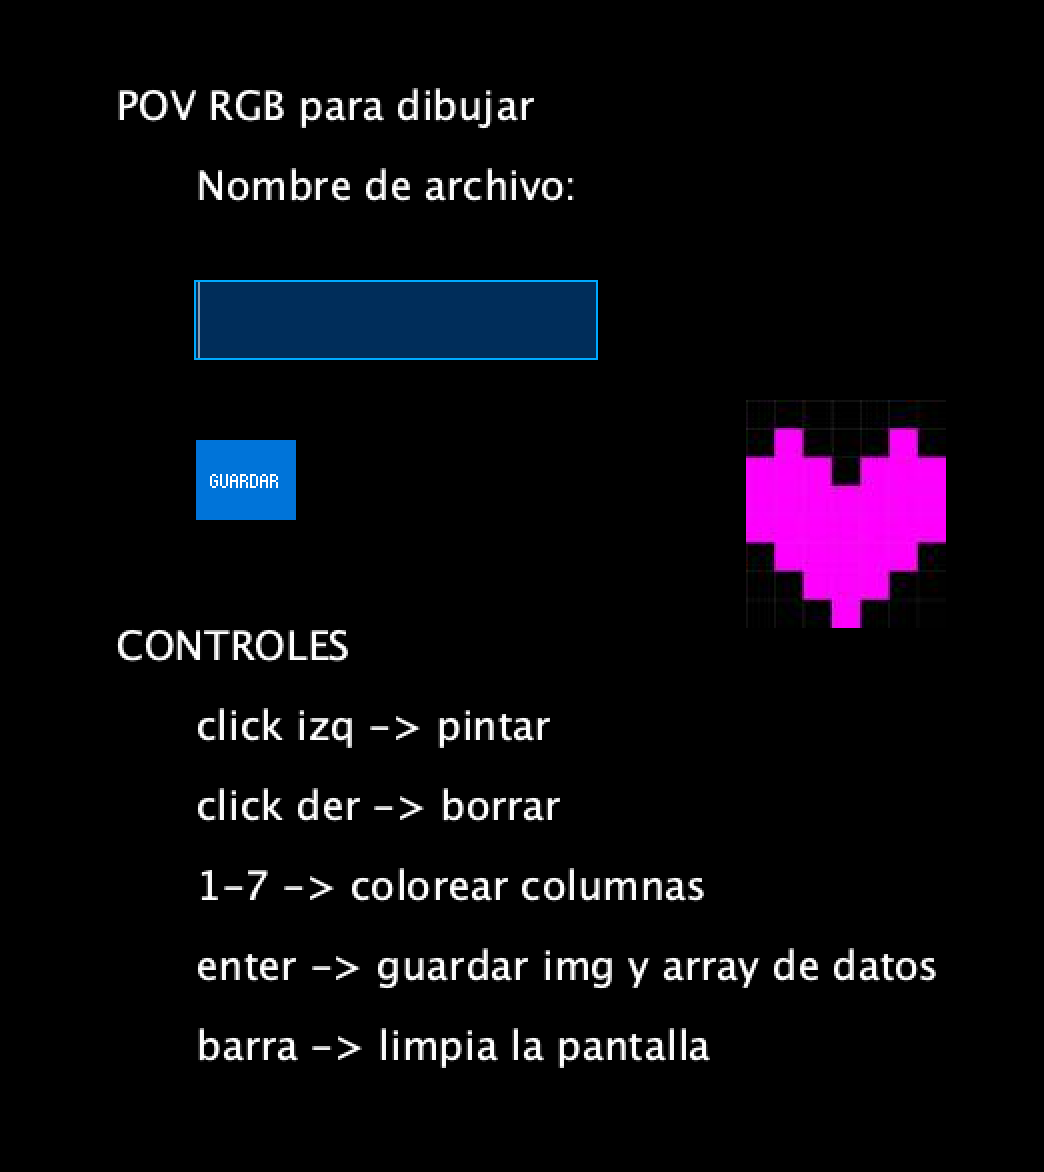 POV RGB para dibujar
Nombre de archivo:
GUARDAR
CONTROLES
click izq -> pintar
click der -> borrar
1-7 -> colorear columnas
enter -> guardar img y array de datos
barra -> limpia la pantalla